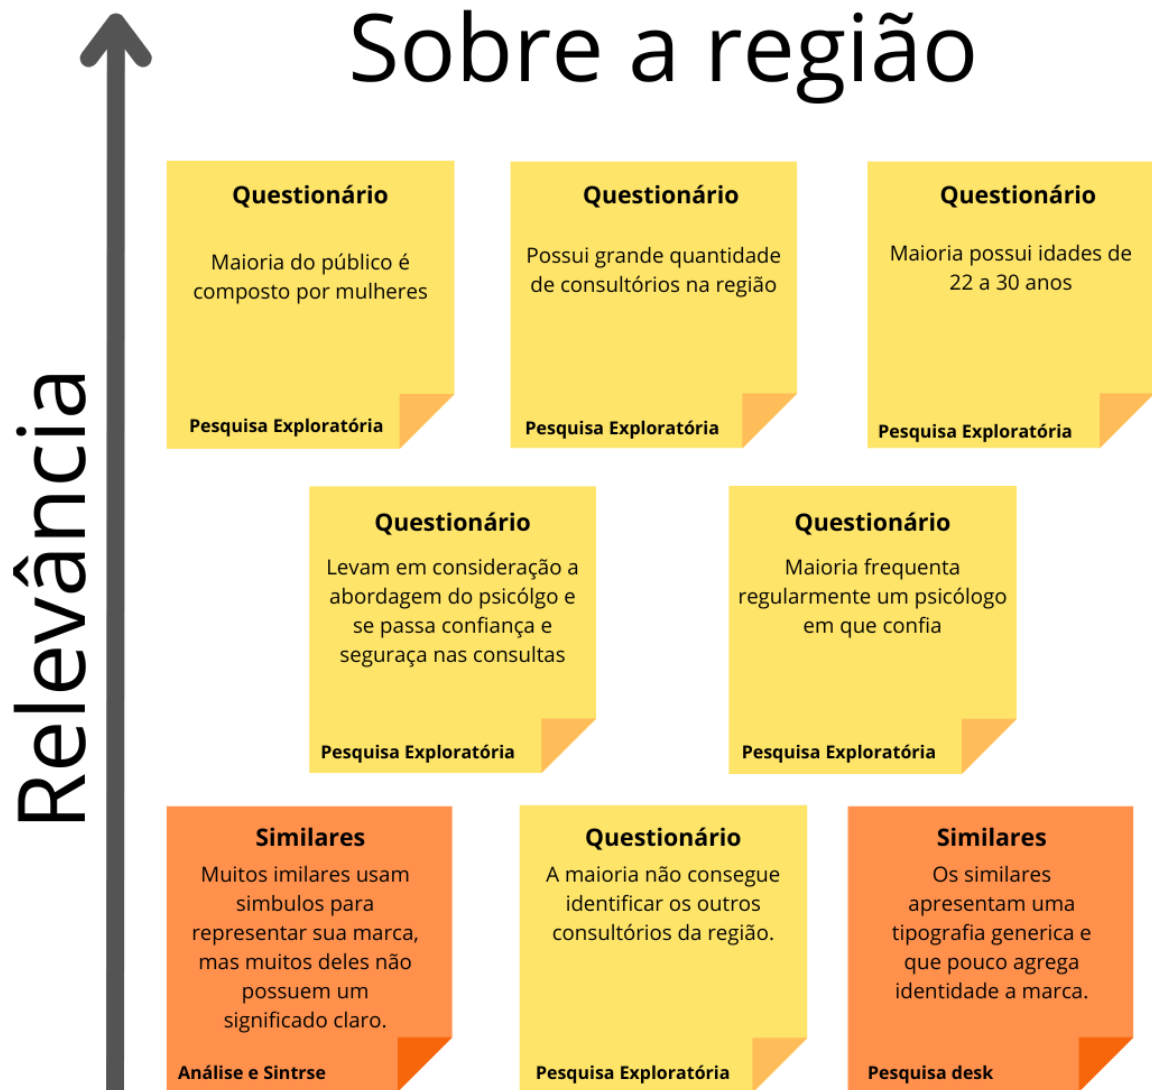 Sobre a região
Relevância
Questionário
Maioria do público é
composto por mulheres
Pesquisa Exploratória
Questionário
Possui grande quantidade
de consultórios na região
Pesquisa Exploratória
Questionário
Maioria possui idades de
22 a 30 anos
Pesquisa Exploratória
Questionário
Levam em consideração a
abordagem do psicólgo e
se passa confiança e
seguraça nas consultas
Pesquisa Exploratória
Questionário
Maioria frequenta
regularmente um psicólogo
em que confia
Pesquisa Exploratória
Similares
Muitos imilares usam
simbulos para
representar sua marca,
mas muitos deles não
possuem um
significado claro.
Análise e Sintrse
Questionário
A maioria não consegue
identificar os outros
consultórios da região.
Pesquisa Exploratória
Similares
Os similares
apresentam uma
tipografia generica e
que pouco agrega
identidade a marca.
Pesquisa desk